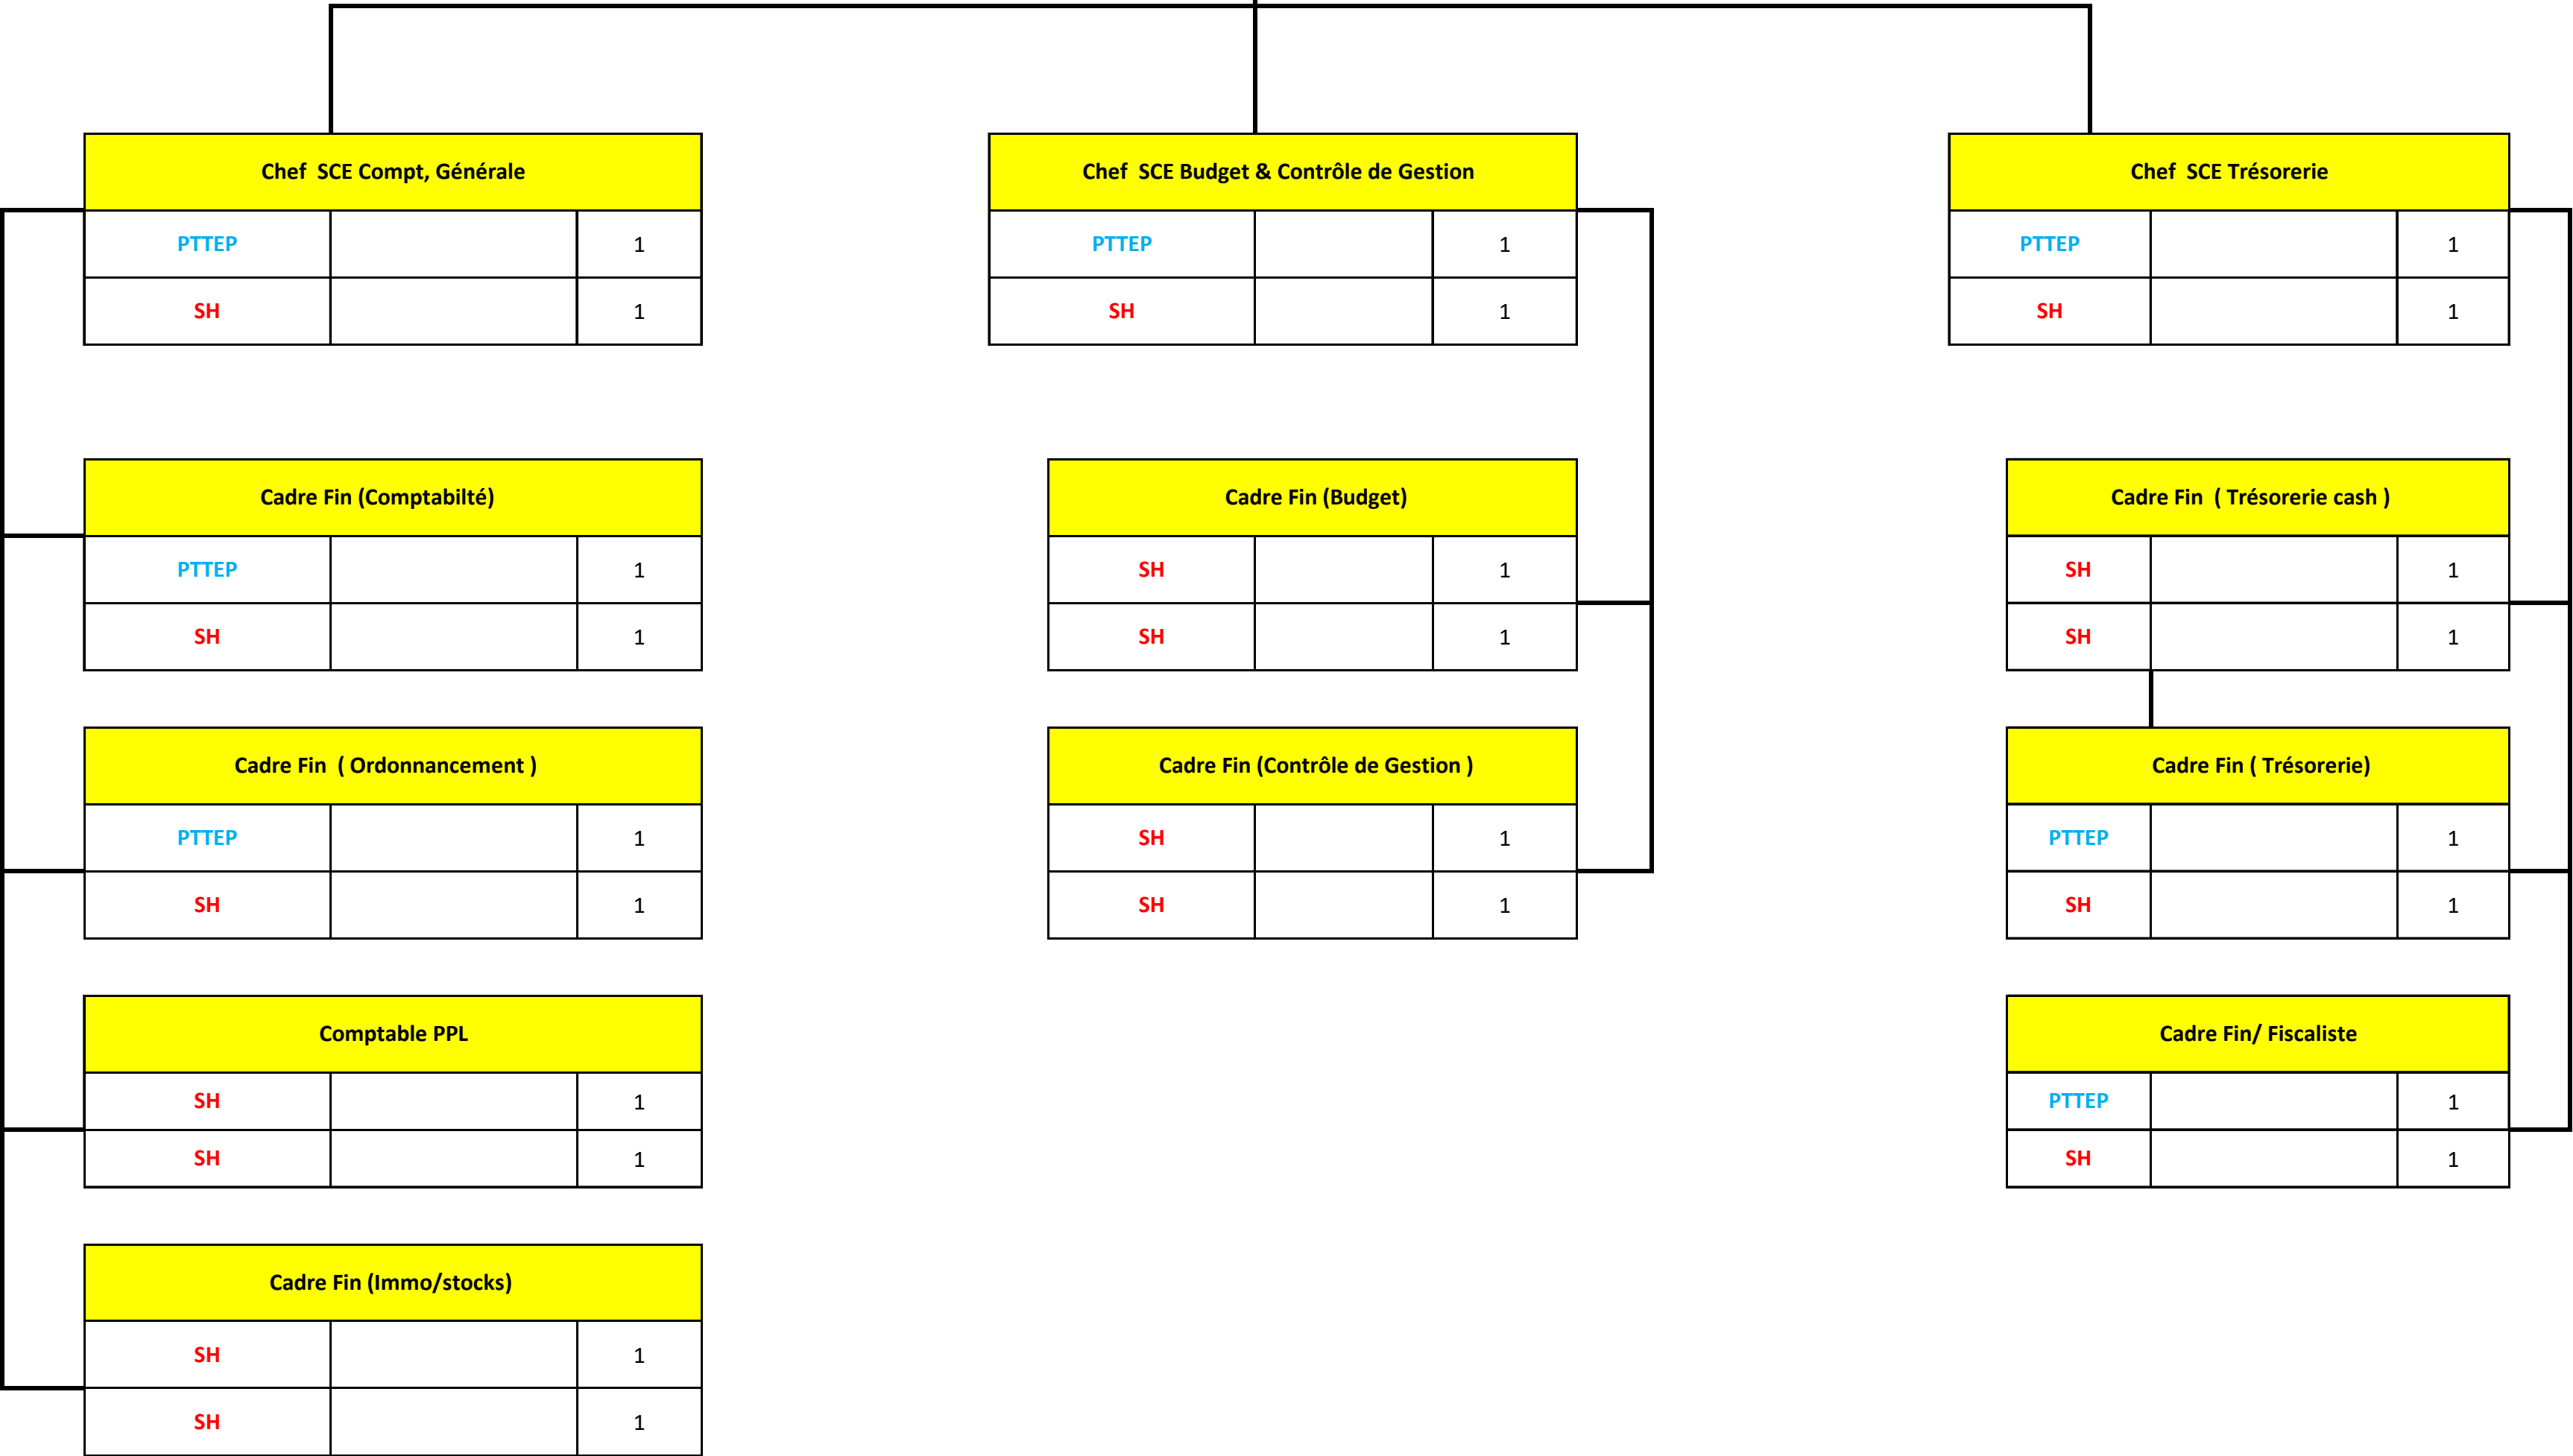 Chef  SCE Compt, Générale
PTTEP 1
SH 1
Cadre Fin (Comptabilté)
PTTEP 1
SH 1
Cadre Fin  ( Ordonnancement )
PTTEP 1
SH 1
Comptable PPL
SH 1
SH 1
Cadre Fin (Immo/stocks)
SH 1
SH 1
Chef  SCE Budget & Contrôle de Gestion
PTTEP 1
SH 1
Cadre Fin (Budget)
SH 1
SH 1
Cadre Fin (Contrôle de Gestion )
SH 1
SH 1
Chef  SCE Trésorerie
PTTEP 1
SH 1
Cadre Fin  ( Trésorerie cash )
SH 1
SH 1
Cadre Fin ( Trésorerie)
PTTEP 1
SH 1
Cadre Fin/ Fiscaliste
PTTEP 1
SH 1